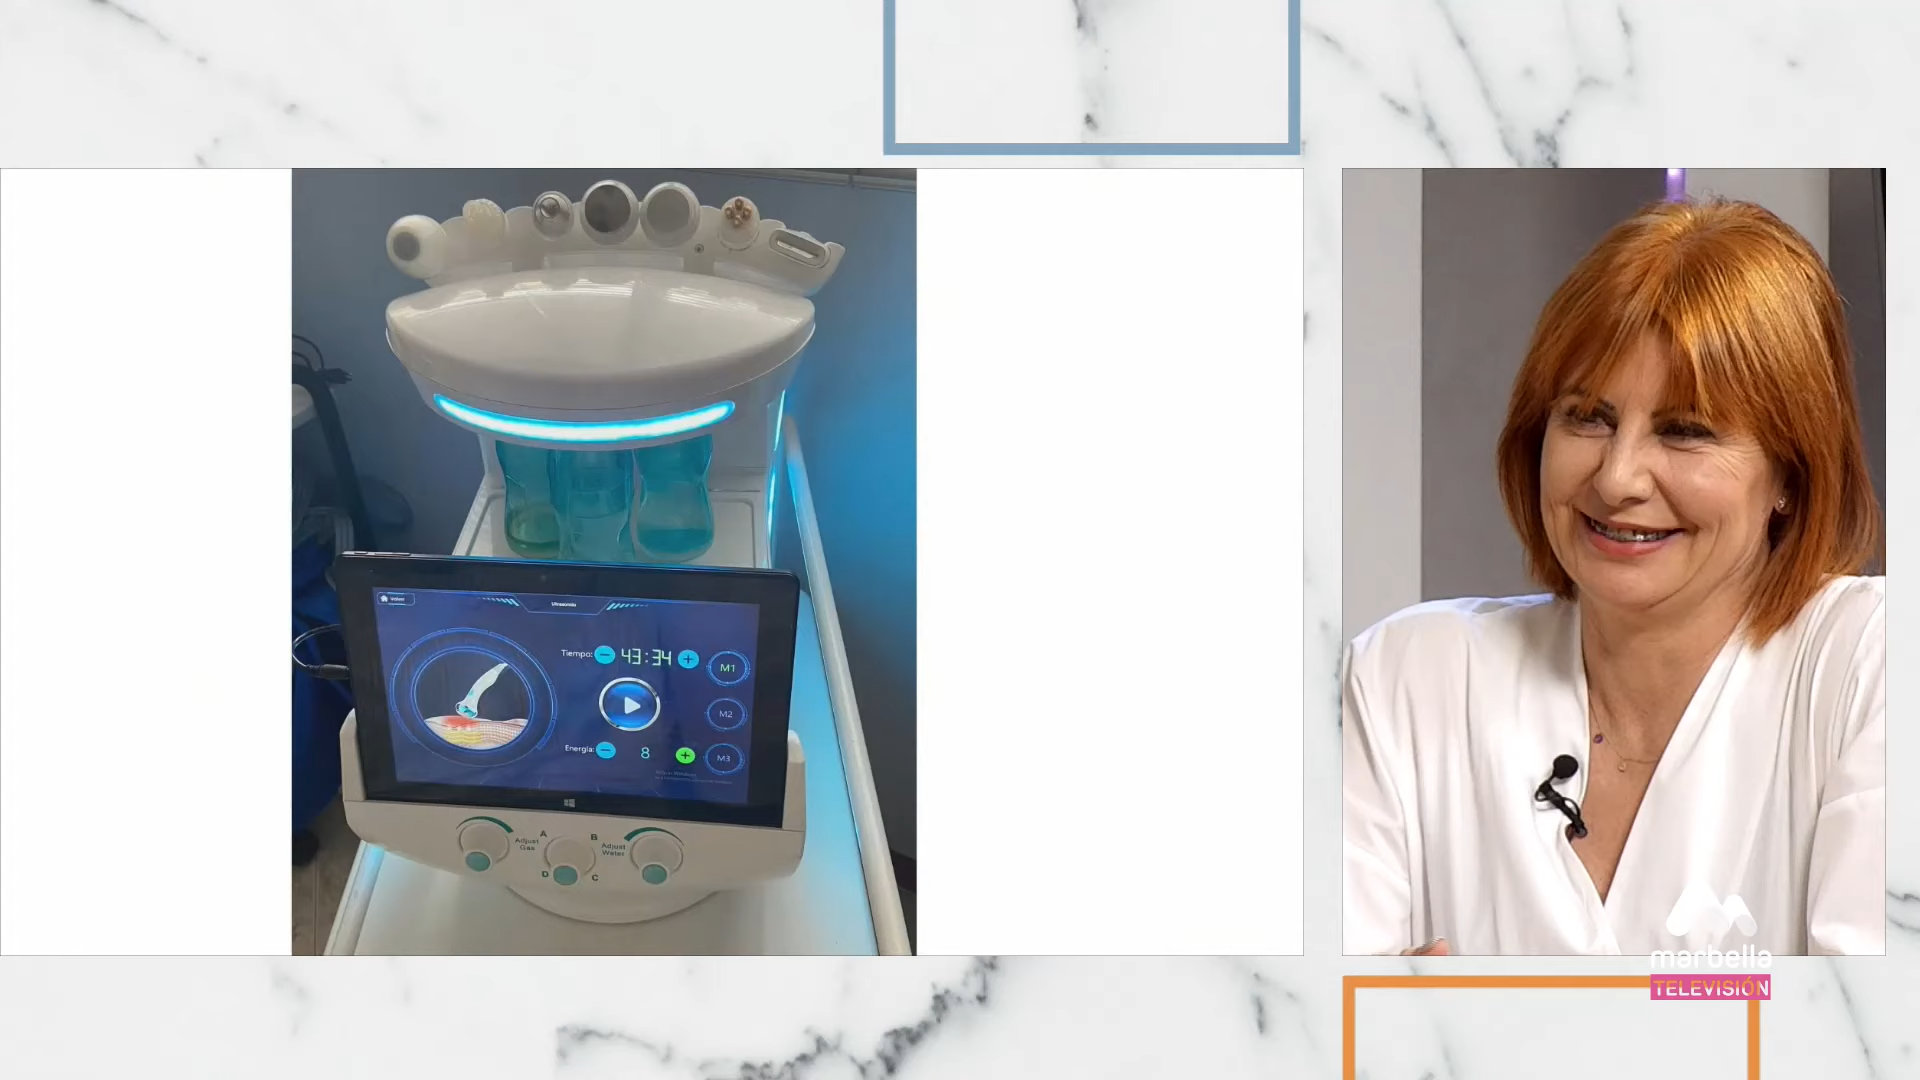 Ultrasonido
Tiempo: − 43:34 +
M1
M2
Energía: − 8 +
M3
A
B
Adjust
Gas
Adjust
Water
D
C
marbella
TELEVISIÓN